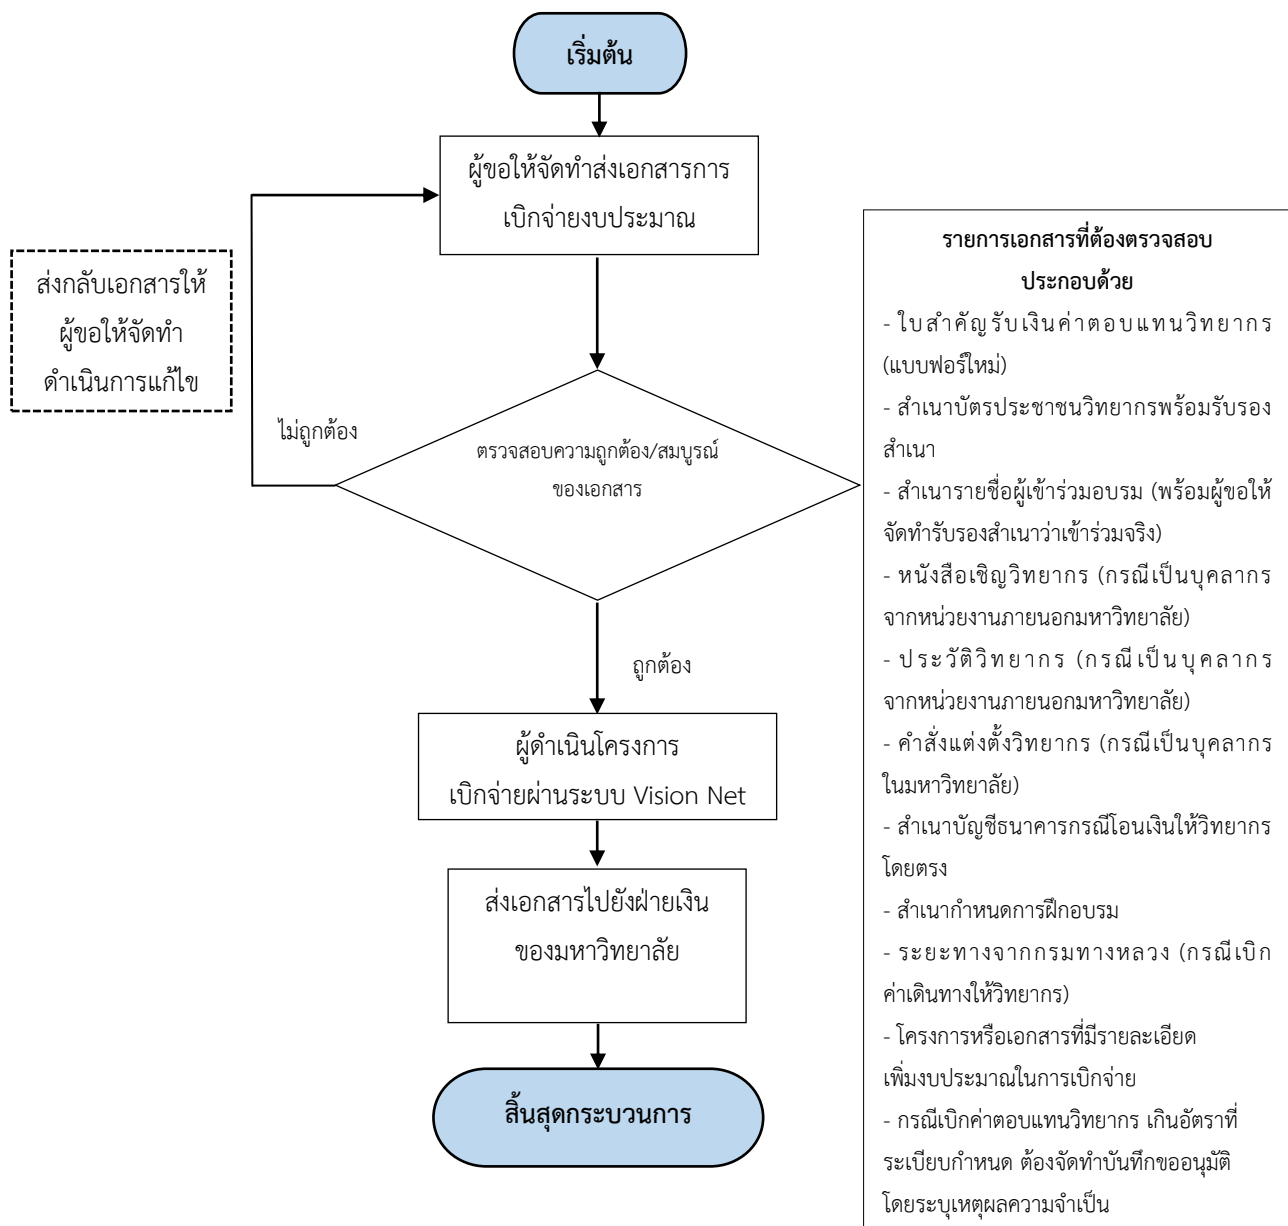 เริ่มต้น
ผู้ขอให้จัดทำส่งเอกสารการ
เบิกจ่ายงบประมาณ
ส่งกลับเอกสารให้
ผู้ขอให้จัดทำ
ดำเนินการแก้ไข
ไม่ถูกต้อง
ตรวจสอบความถูกต้อง/สมบูรณ์
ของเอกสาร
ถูกต้อง
ผู้ดำเนินโครงการ
เบิกจ่ายผ่านระบบ Vision Net
ส่งเอกสารไปยังฝ่ายเงิน
ของมหาวิทยาลัย
สิ้นสุดกระบวนการ
รายการเอกสารที่ต้องตรวจสอบ
ประกอบด้วย
- ใบสำคัญรับเงินค่าตอบแทนวิทยากร
(แบบฟอร์ใหม่)
- สำเนาบัตรประชาชนวิทยากรพร้อมรับรอง
สำเนา
- สำเนารายชื่อผู้เข้าร่วมอบรม (พร้อมผู้ขอให้
จัดทำรับรองสำเนาว่าเข้าร่วมจริง)
- หนังสือเชิญวิทยากร (กรณีเป็นบุคลากร
จากหน่วยงานภายนอกมหาวิทยาลัย)
- ประวัติวิทยากร (กรณีเป็นบุคลากร
จากหน่วยงานภายนอกมหาวิทยาลัย)
- คำสั่งแต่งตั้งวิทยากร (กรณีเป็นบุคลากร
ในมหาวิทยาลัย)
- สำเนาบัญชีธนาคารกรณีโอนเงินให้วิทยากร
โดยตรง
- สำเนากำหนดการฝึกอบรม
- ระยะทางจากกรมทางหลวง (กรณีเบิก
ค่าเดินทางให้วิทยากร)
- โครงการหรือเอกสารที่มีรายละเอียด
เพิ่มงบประมาณในการเบิกจ่าย
- กรณีเบิกค่าตอบแทนวิทยากร เกินอัตราที่
ระเบียบกำหนด ต้องจัดทำบันทึกขออนุมัติ
โดยระบุเหตุผลความจำเป็น